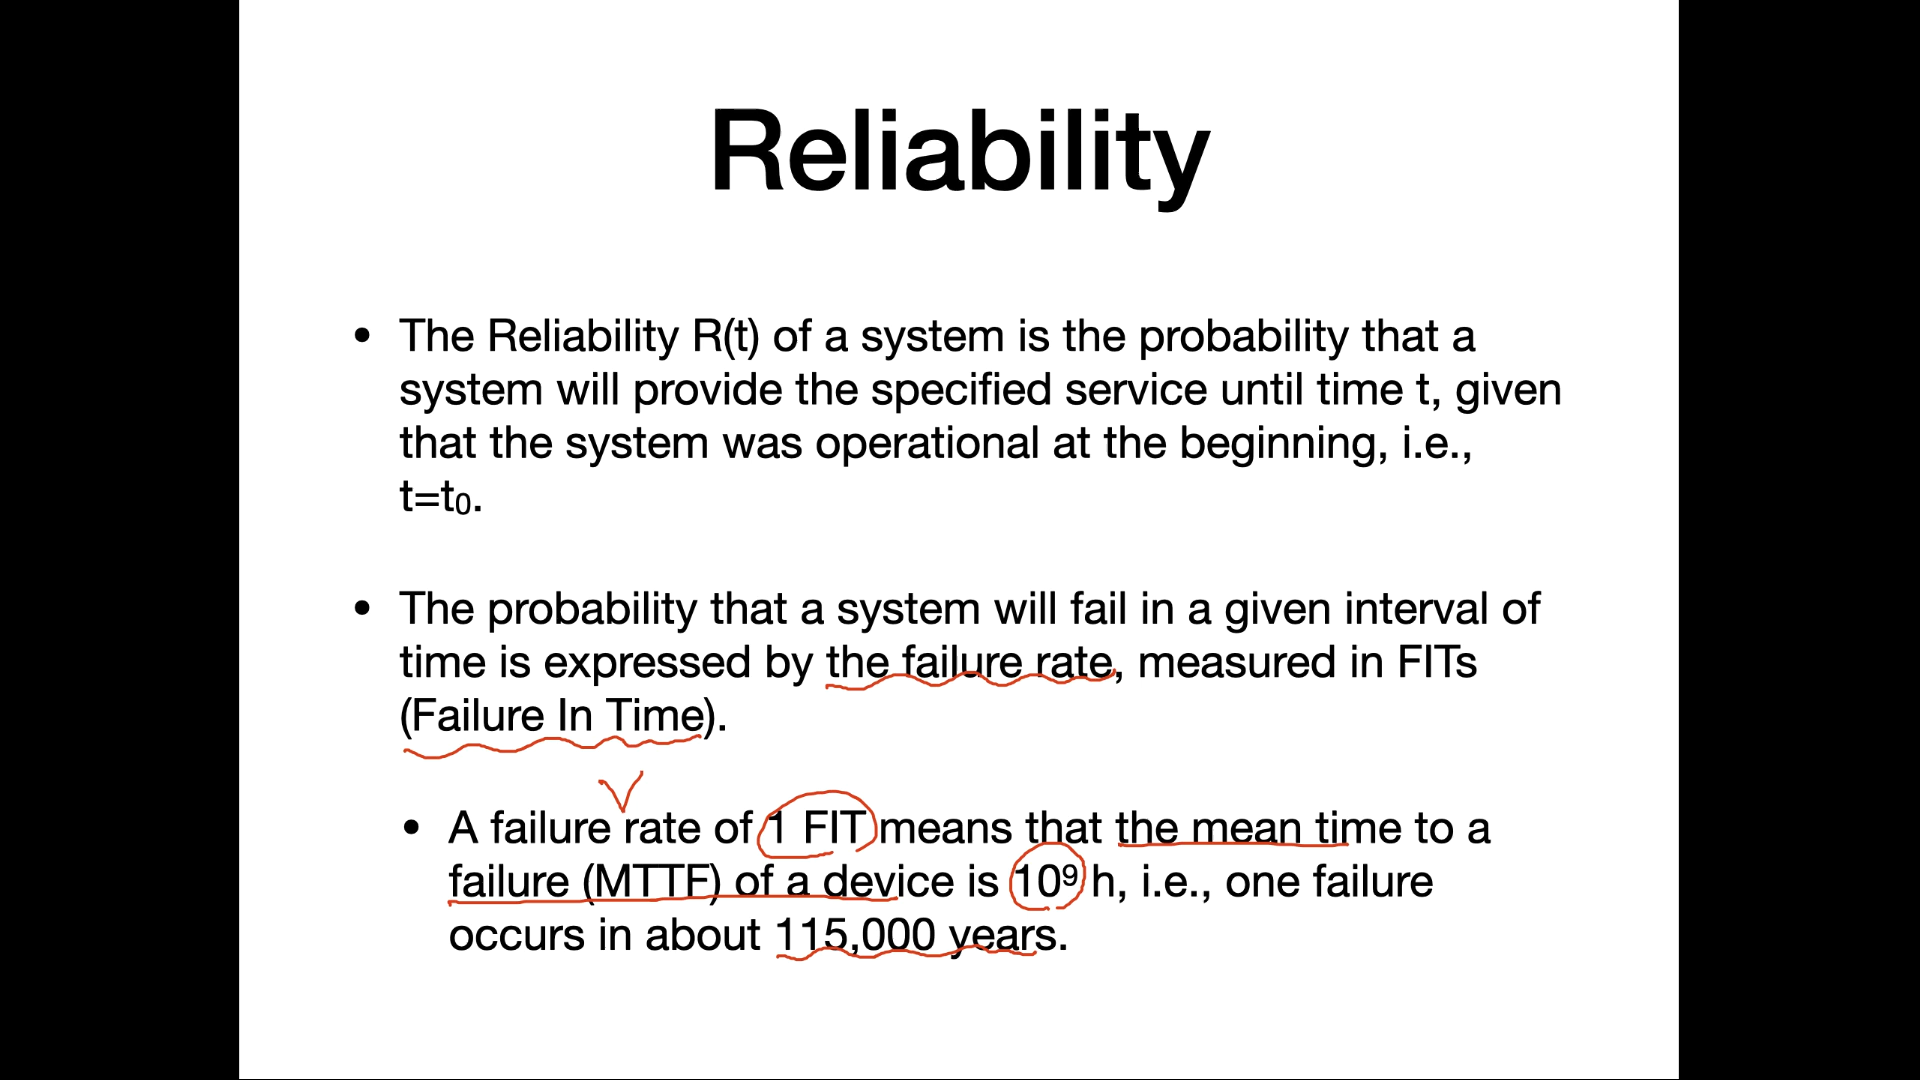 Reliability
• The Reliability R(t) of a system is the probability that a
system will provide the specified service until time t, given
that the system was operational at the beginning, i.e.,
t=t₀.
• The probability that a system will fail in a given interval of
time is expressed by the failure rate, measured in FITs
(Failure In Time).
• A failure rate of 1 FIT means that the mean time to a
failure (MTTF) of a device is 10⁹ h, i.e., one failure
occurs in about 115,000 years.